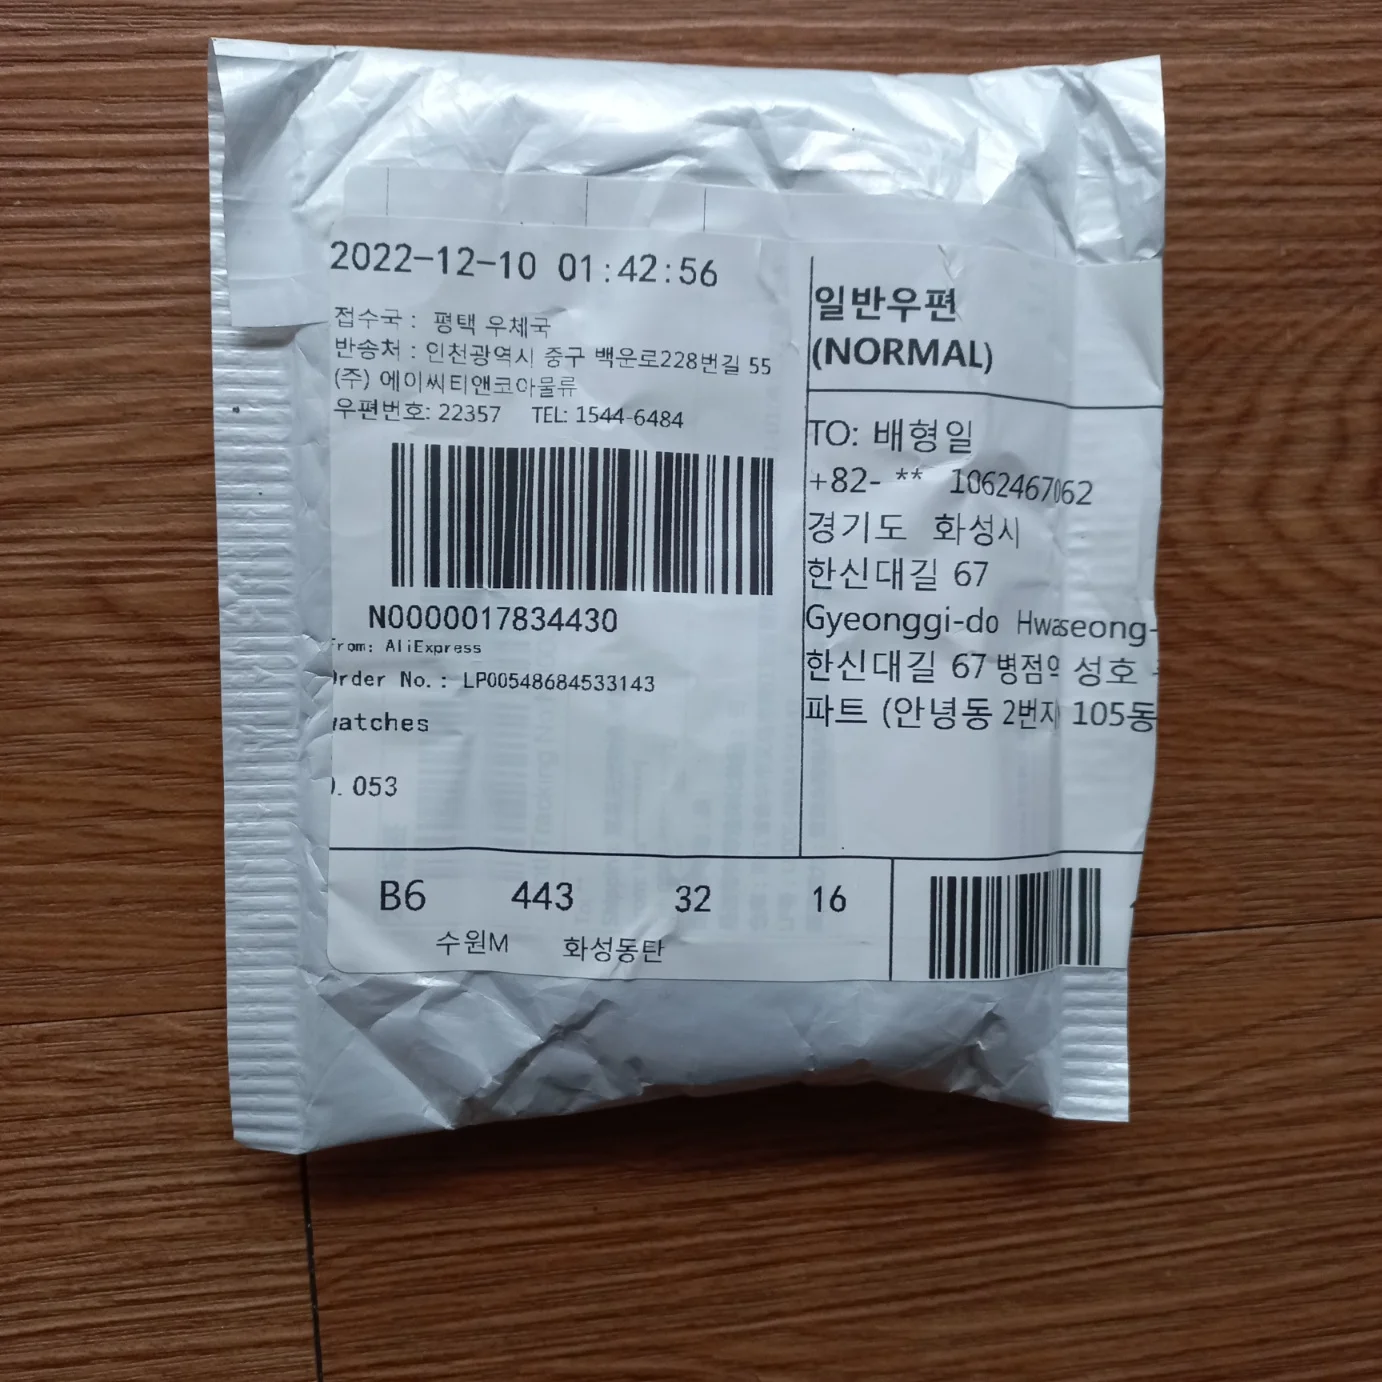 2022-12-10 01:42:56
접수국 : 평택 우체국
반송처 : 인천광역시 중구 백운로228번길 55
(주) 에이씨티앤코아물류
우편번호: 22357 TEL: 1544-6484
N0000017834430
rom: AliExpress
rder No.: LP00548684533143
watches
0.053
일반우편
(NORMAL)
TO: 배형일
+82- ** 1062467062
경기도 화성시
한신대길 67
Gyeonggi-do Hwaseong-
한신대길 67 병점역 성호
파트 (안녕동 2번지 105동
B6 443 32 16
수원M 화성동탄